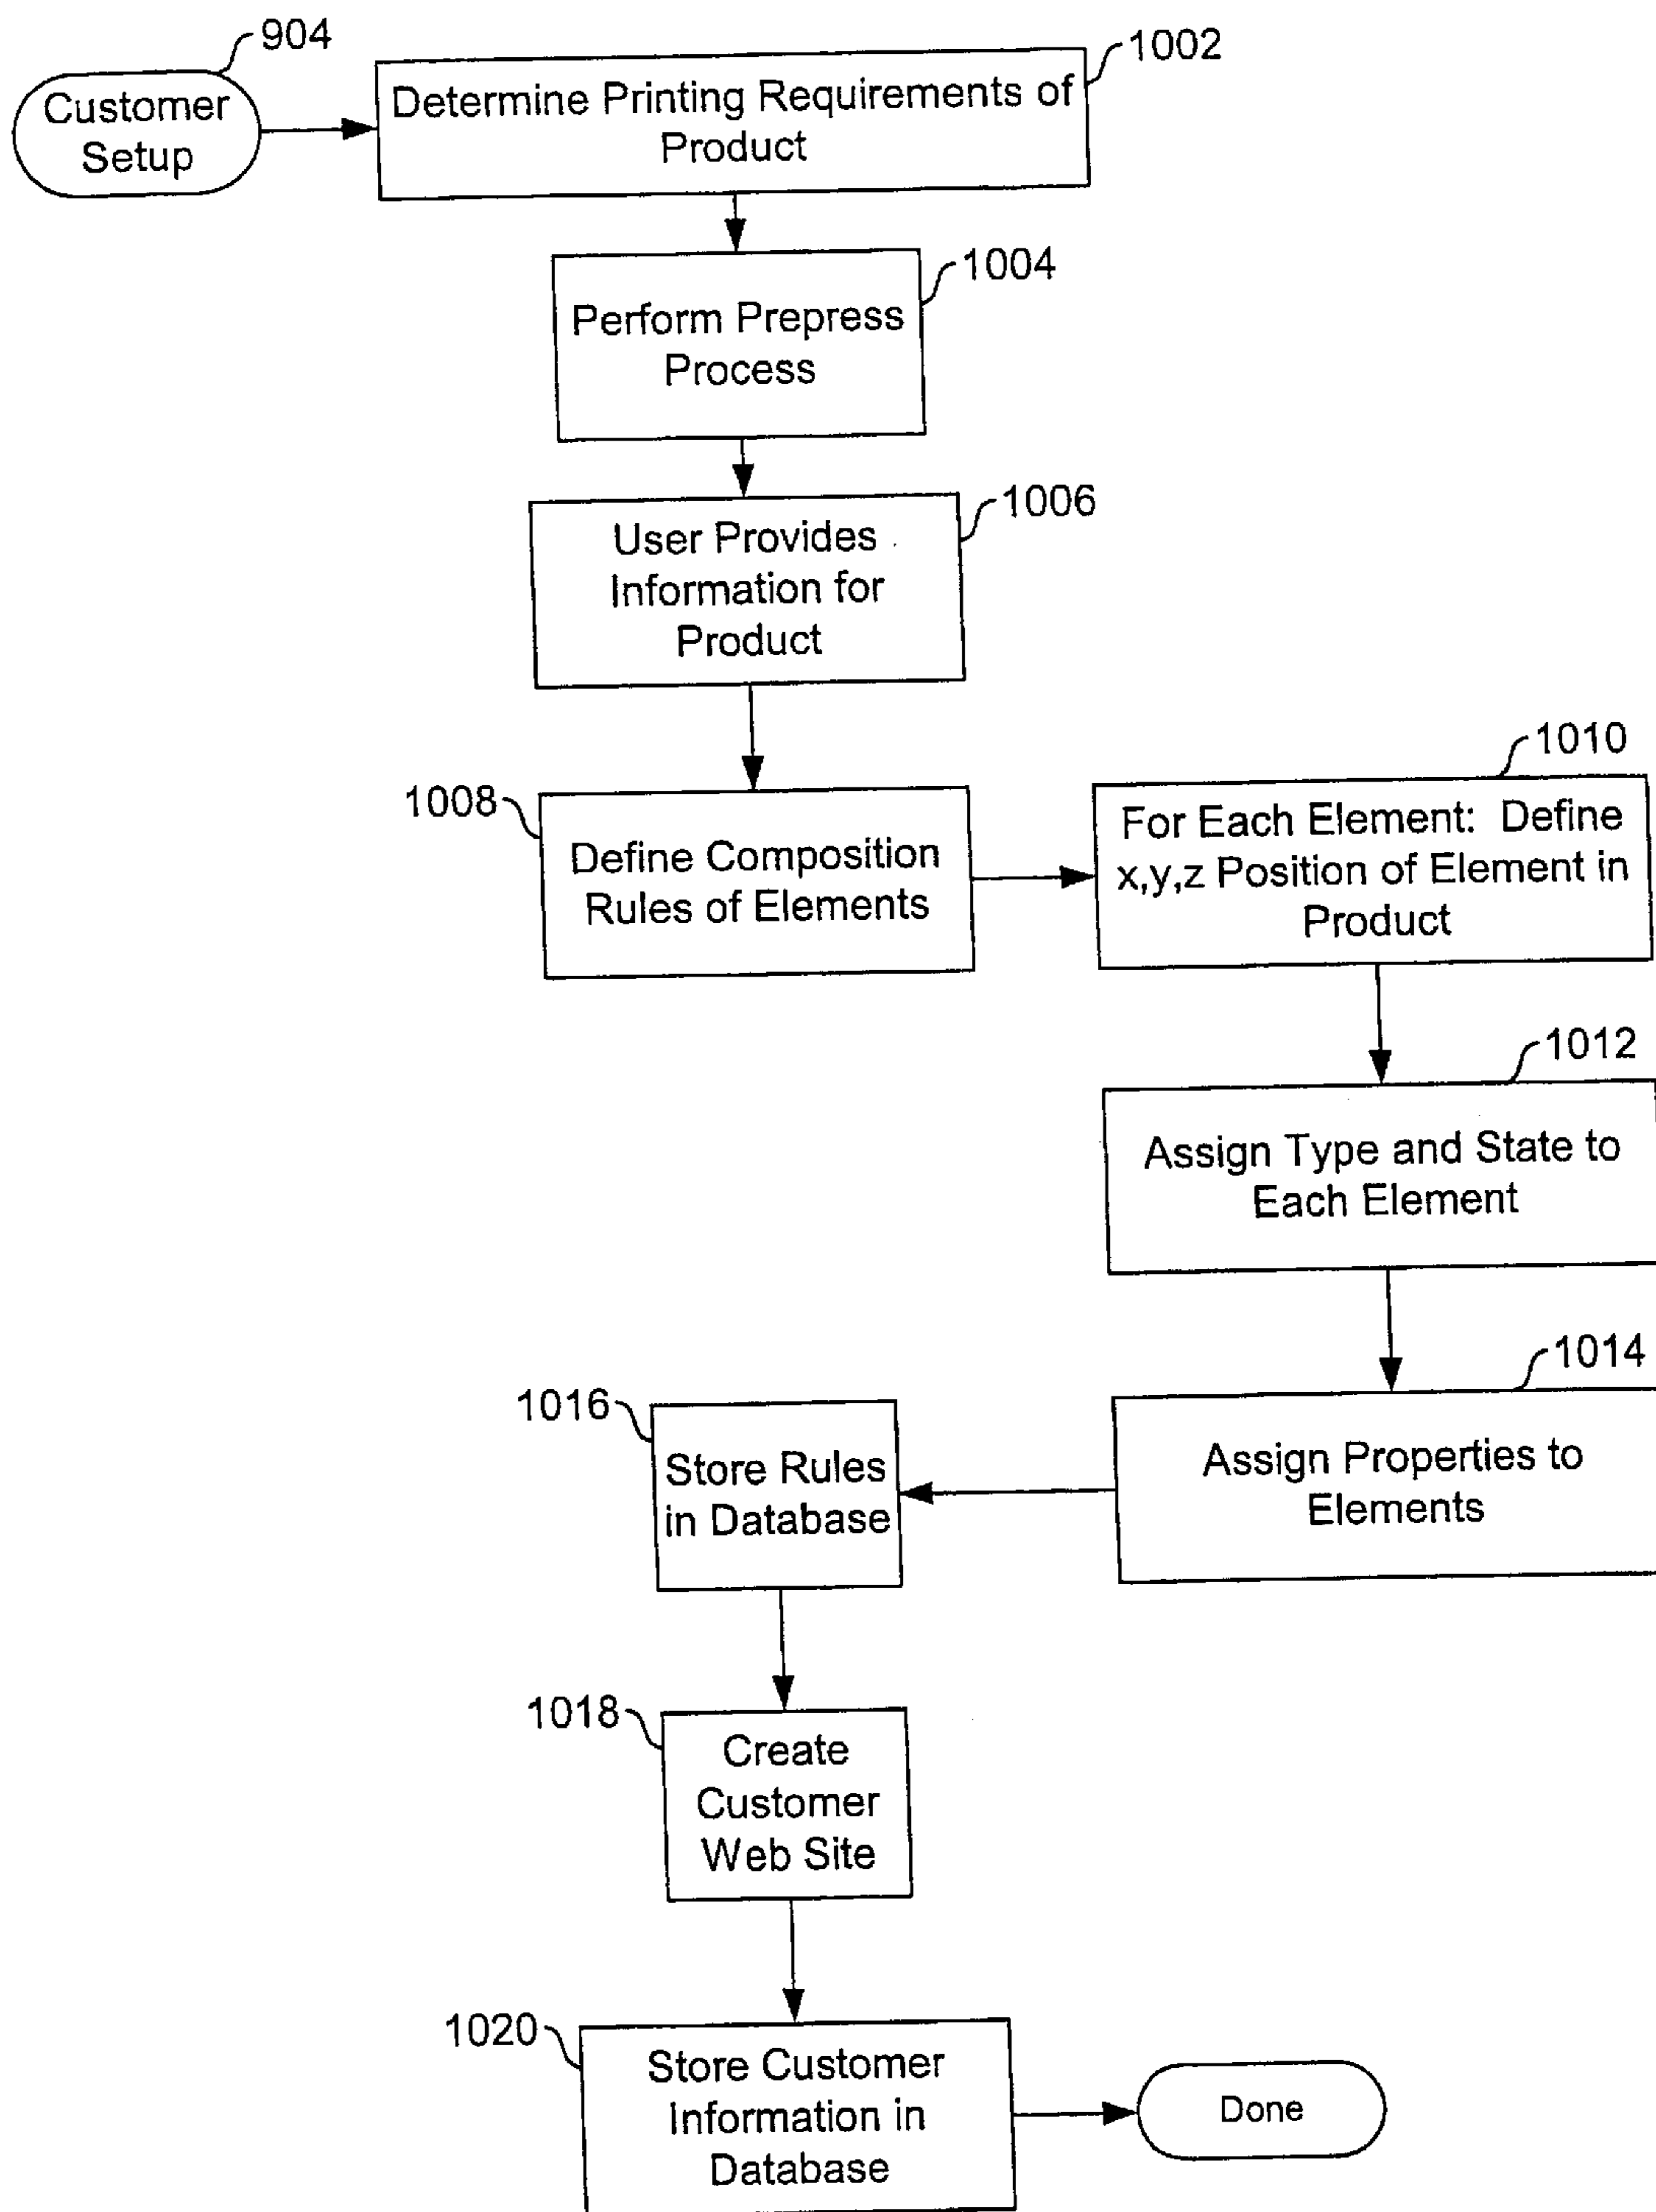 904
Customer
Setup
1002
Determine Printing Requirements of
Product
1004
Perform Prepress
Process
1006
User Provides
Information for
Product
1008
Define Composition
Rules of Elements
1010
For Each Element: Define
x,y,z Position of Element in
Product
1012
Assign Type and State to
Each Element
1014
Assign Properties to
Elements
1016
Store Rules
in Database
1018
Create
Customer
Web Site
1020
Store Customer
Information in
Database
Done